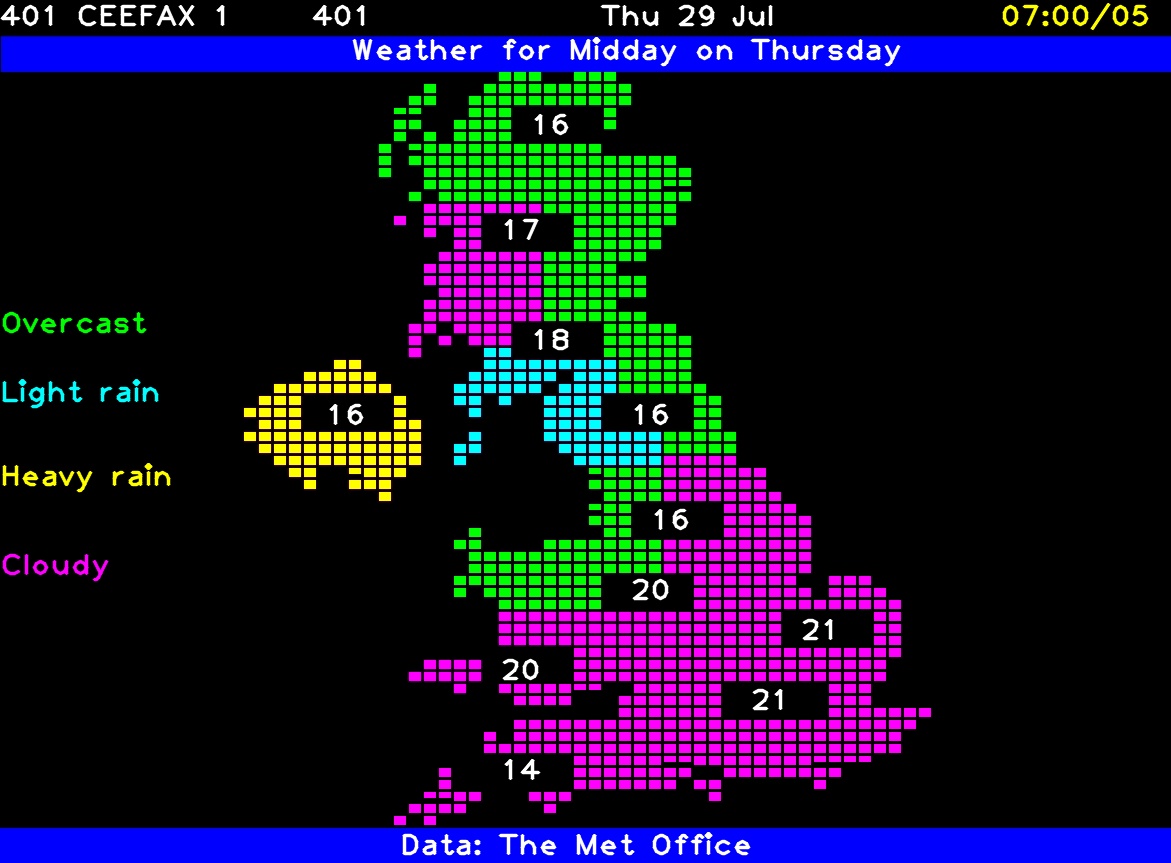 401 CEEFAX 1 401 Thu 29 Jul 07:00/05
Weather for Midday on Thursday
16
17
Overcast
18
Light rain
16 16
Heavy rain
16
Cloudy
20
21
20
21
14
Data: The Met Office